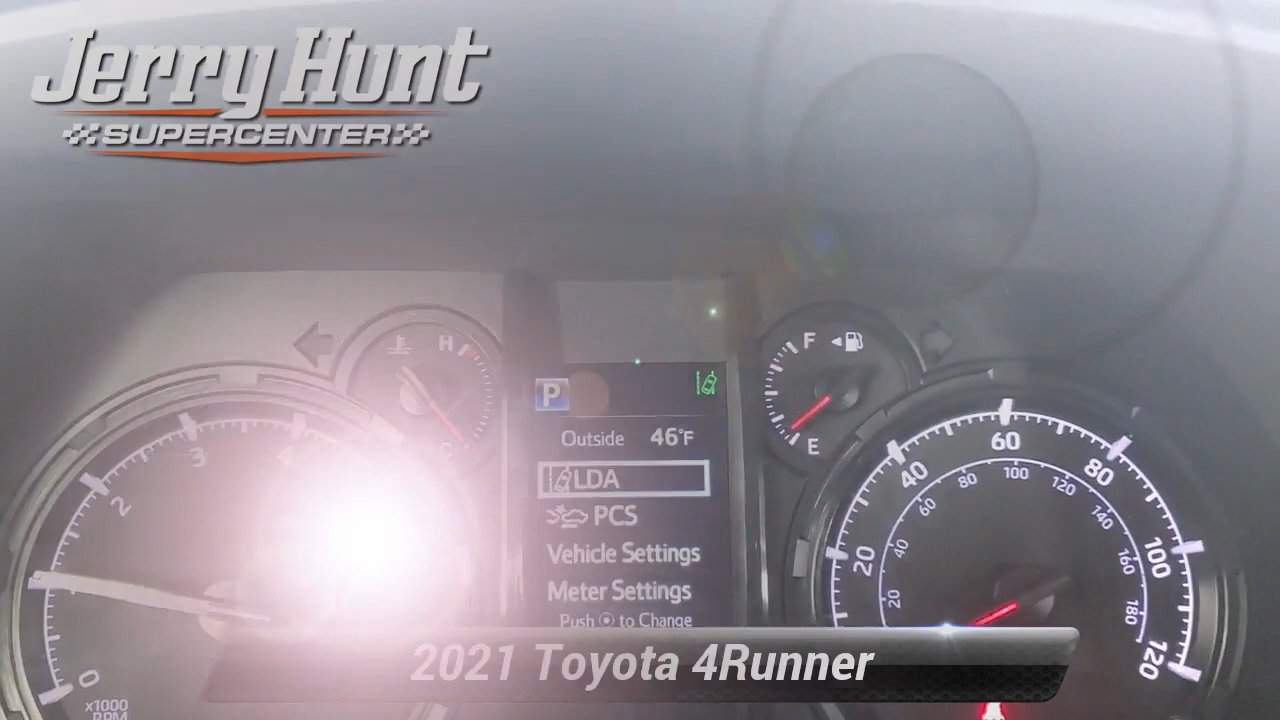 Jerry Hunt
SUPERCENTER
H
C
F
E
P
Outside 46°F
LDA
PCS
Vehicle Settings
Meter Settings
Push to Change
0
2
3
4
x1000
RPM
20
40
60
80
100
120
20
40
60
80
100
120
140
160
180
2021 Toyota 4Runner